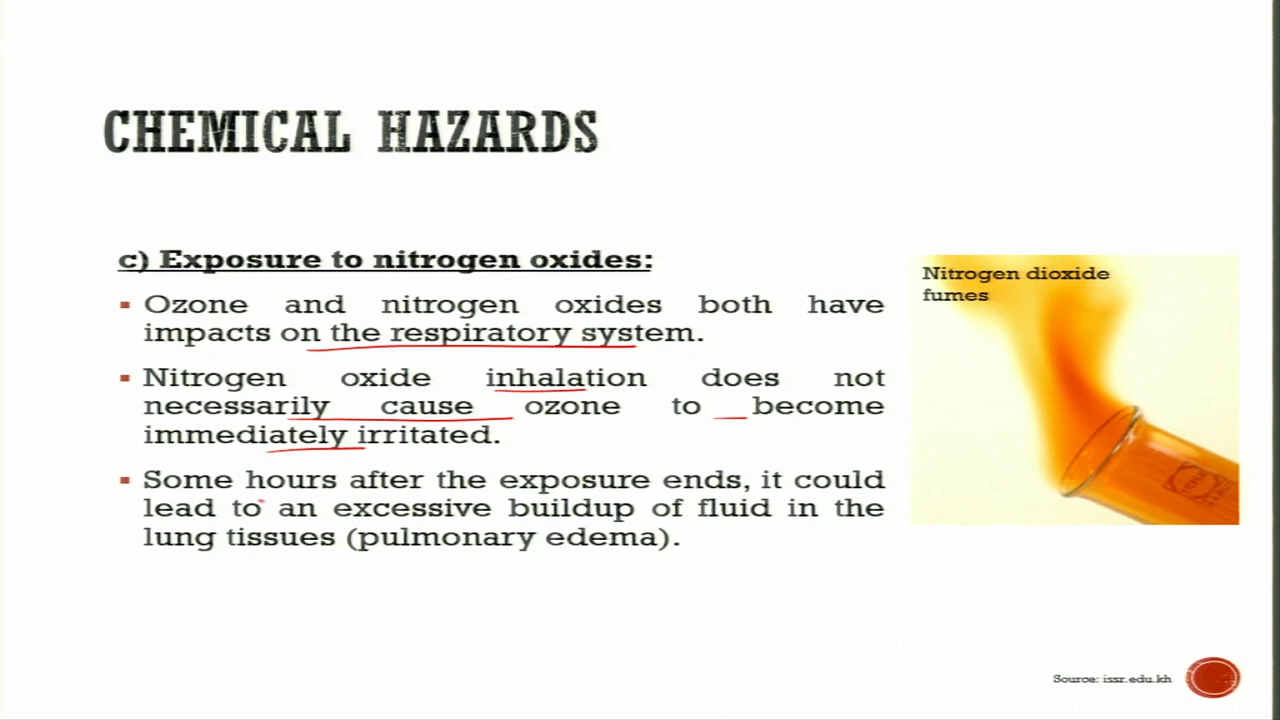 CHEMICAL HAZARDS
c) Exposure to nitrogen oxides:
Nitrogen dioxide
fumes
▪ Ozone and nitrogen oxides both have
impacts on the respiratory system.
▪ Nitrogen oxide inhalation does not
necessarily cause ozone to become
immediately irritated.
▪ Some hours after the exposure ends, it could
lead to an excessive buildup of fluid in the
lung tissues (pulmonary edema).
Source: issr.edu.kh